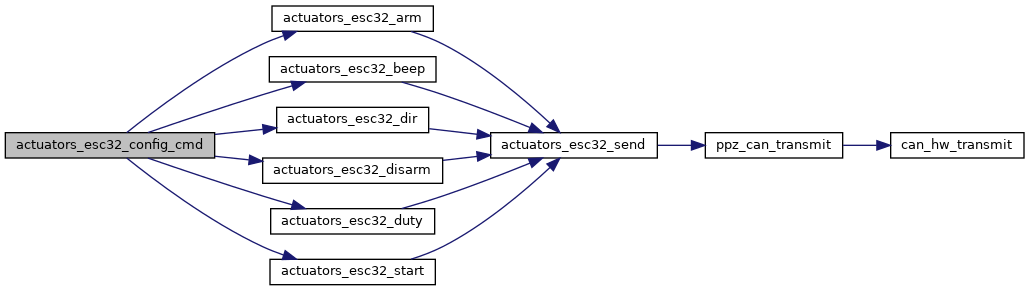 actuators_esc32_arm
actuators_esc32_beep
actuators_esc32_dir
actuators_esc32_config_cmd
actuators_esc32_send
ppz_can_transmit
can_hw_transmit
actuators_esc32_disarm
actuators_esc32_duty
actuators_esc32_start